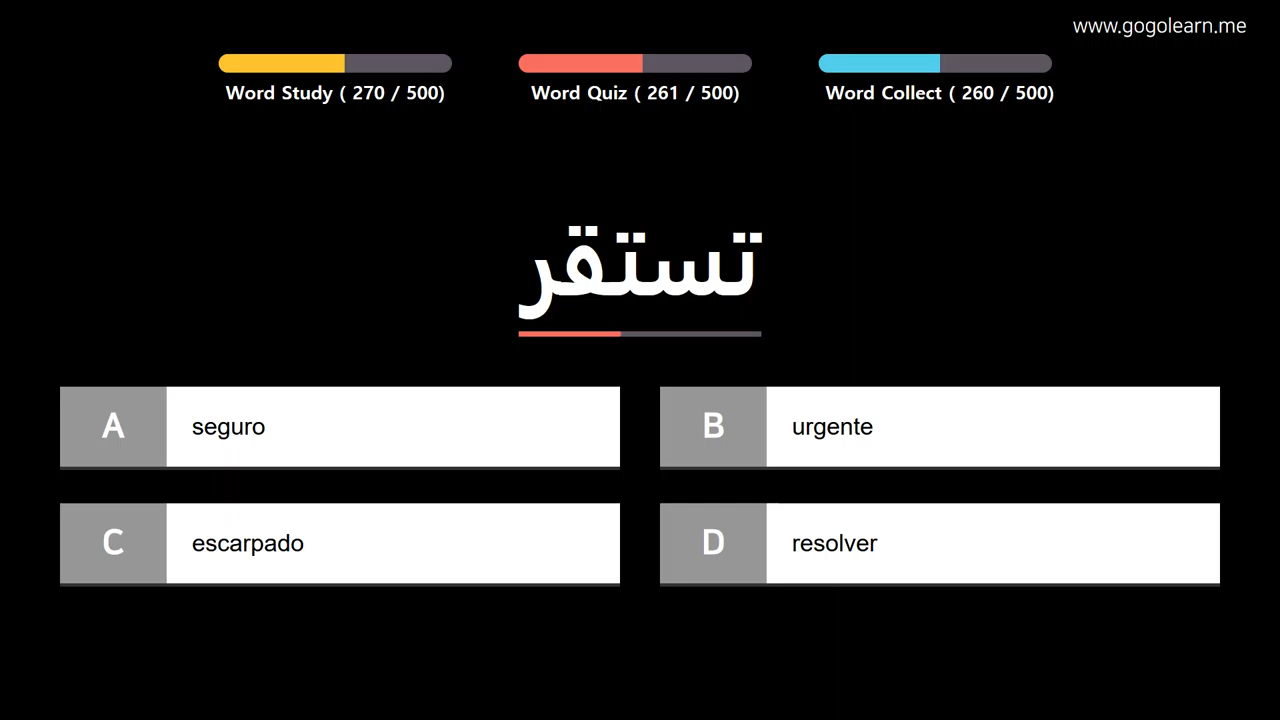 www.gogolearn.me
Word Study ( 270 / 500)
Word Quiz ( 261 / 500)
Word Collect ( 260 / 500)
تستقر
A seguro
B urgente
C escarpado
D resolver